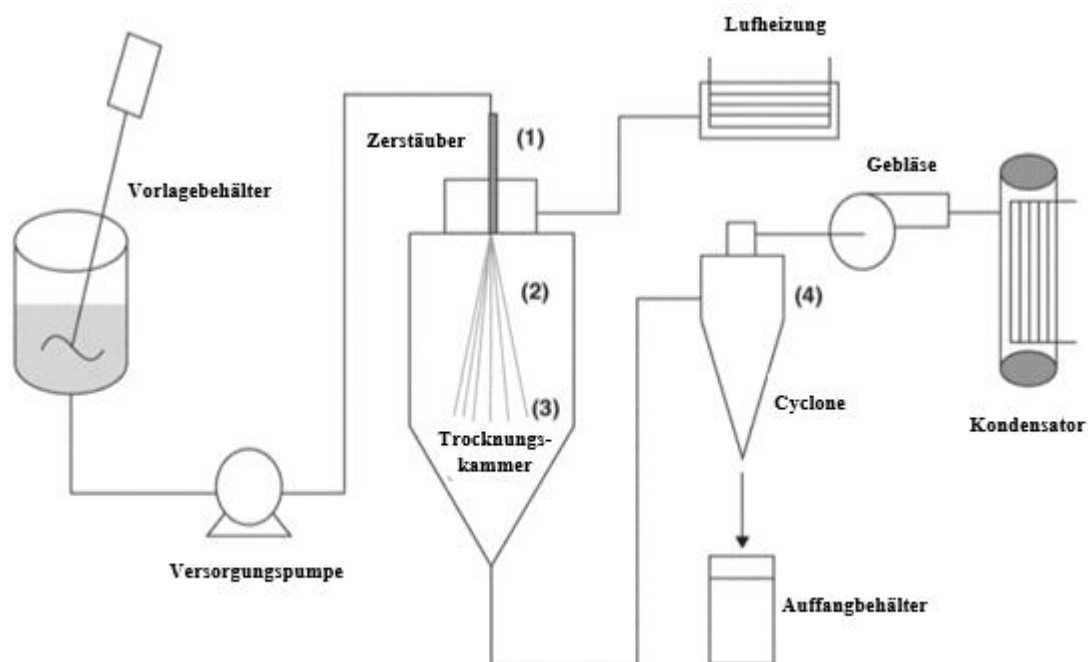 Lufheizung
Zerstäuber
(1)
Gebläse
Vorlagebehälter
(2)
(4)
(3)
Cyclone
Kondensator
Trocknungs-
kammer
Versorgungspumpe
Auffangbehälter